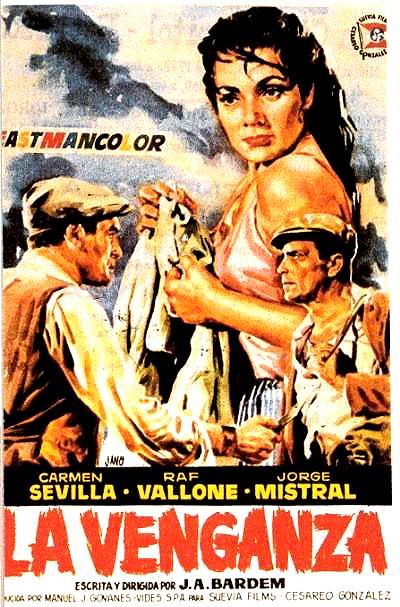 SUEVIA FILMS
CESAREO GONZALEZ
EASTMANCOLOR
JANO
CARMEN RAF JORGE
SEVILLA · VALLONE · MISTRAL
LA VENGANZA
ESCRITA Y DIRIGIDA POR J.A. BARDEM
UCIDA POR MANUEL J. GOYANES - VIDES S.P.A. PARA SUEVIA FILMS - CESAREO GONZALEZ